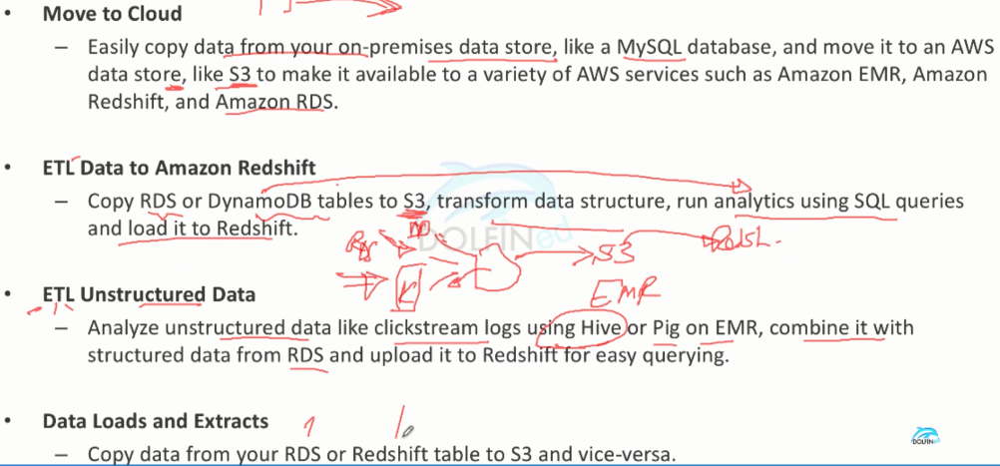 • Move to Cloud
– Easily copy data from your on-premises data store, like a MySQL database, and move it to an AWS
data store, like S3 to make it available to a variety of AWS services such as Amazon EMR, Amazon
Redshift, and Amazon RDS.
• ETL Data to Amazon Redshift
– Copy RDS or DynamoDB tables to S3, transform data structure, run analytics using SQL queries
and load it to Redshift.
DOLFINed
S3
EMR
• ETL Unstructured Data
– Analyze unstructured data like clickstream logs using Hive or Pig on EMR, combine it with
structured data from RDS and upload it to Redshift for easy querying.
• Data Loads and Extracts
DOLFINed
– Copy data from your RDS or Redshift table to S3 and vice-versa.